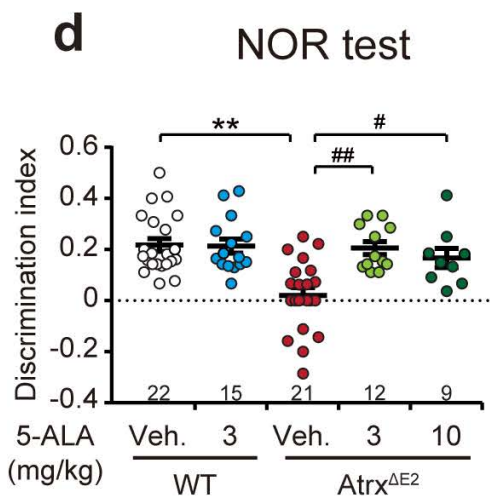 d
NOR test
**
#
##
Discrimination index
0.6
0.4
0.2
0
-0.2
-0.4
22 15 21 12 9
5-ALA (mg/kg)
Veh. 3 Veh. 3 10
WT Atrx^ΔE2